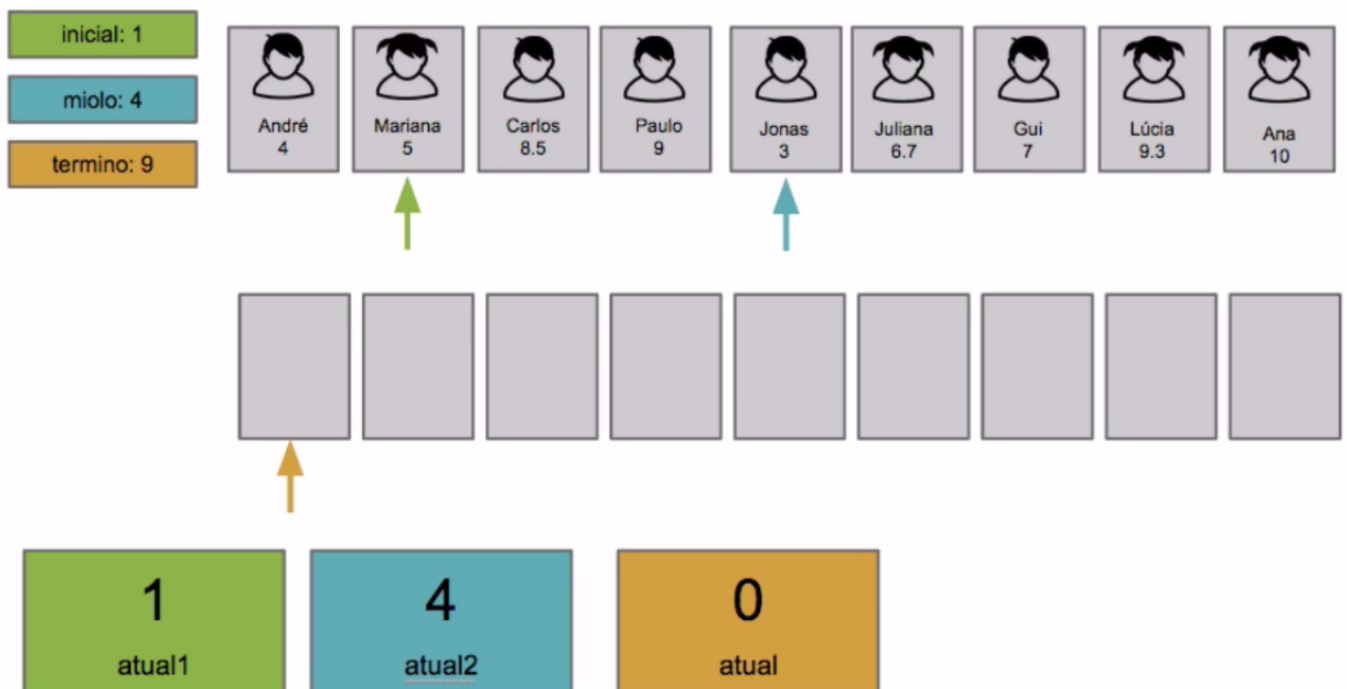 inicial: 1
miolo: 4
termino: 9
André
4
Mariana
5
Carlos
8.5
Paulo
9
Jonas
3
Juliana
6.7
Gui
7
Lúcia
9.3
Ana
10
1
atual1
4
atual2
0
atual